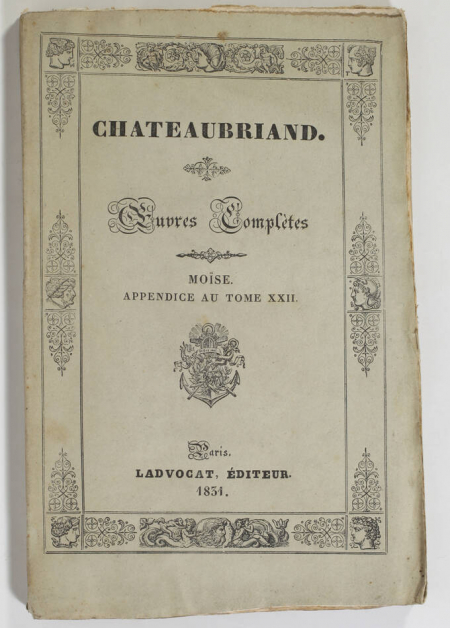 CHATEAUBRIAND.
Œuvres Complètes
MOÏSE.
APPENDICE AU TOME XXII.
Paris.
LADVOCAT, ÉDITEUR.
1831.